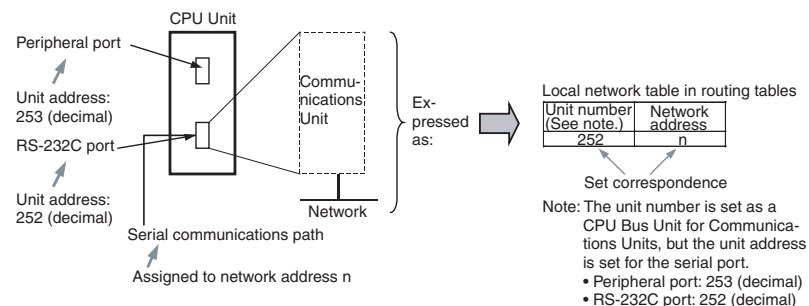 CPU Unit
Peripheral port
Unit address:
253 (decimal)
RS-232C port
Unit address:
252 (decimal)
Serial communications path
Assigned to network address n
Commu-
nications
Unit
Network
Ex-
pressed
as:
Local network table in routing tables
Unit number
(See note.)
Network
address
252
n
Set correspondence
Note: The unit number is set as a
CPU Bus Unit for Communica-
tions Units, but the unit address
is set for the serial port.
• Peripheral port: 253 (decimal)
• RS-232C port: 252 (decimal)